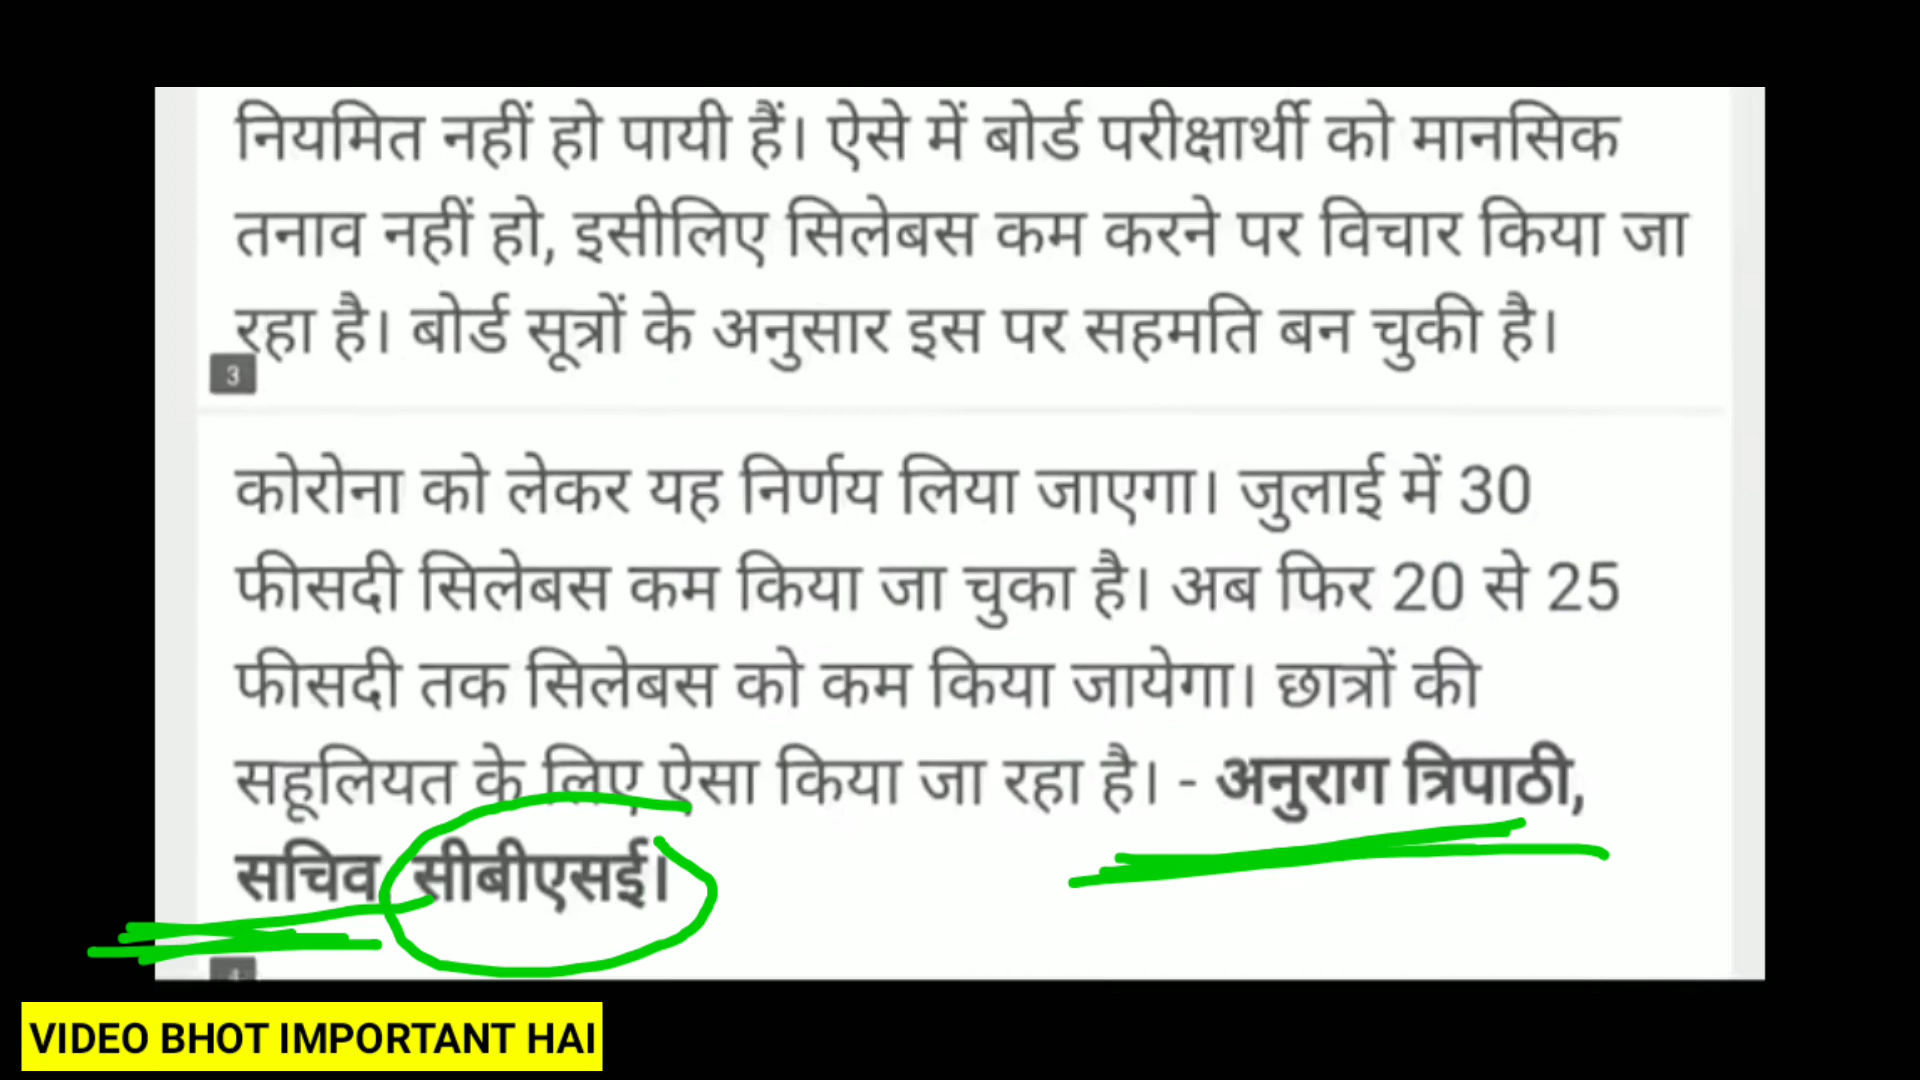 नियमित नहीं हो पायी हैं। ऐसे में बोर्ड परीक्षार्थी को मानसिक
तनाव नहीं हो, इसीलिए सिलेबस कम करने पर विचार किया जा
रहा है। बोर्ड सूत्रों के अनुसार इस पर सहमति बन चुकी है।
3
कोरोना को लेकर यह निर्णय लिया जाएगा। जुलाई में 30
फीसदी सिलेबस कम किया जा चुका है। अब फिर 20 से 25
फीसदी तक सिलेबस को कम किया जायेगा। छात्रों की
सहूलियत के लिए ऐसा किया जा रहा है। - अनुराग त्रिपाठी,
सचिव, सीबीएसई।
4
VIDEO BHOT IMPORTANT HAI